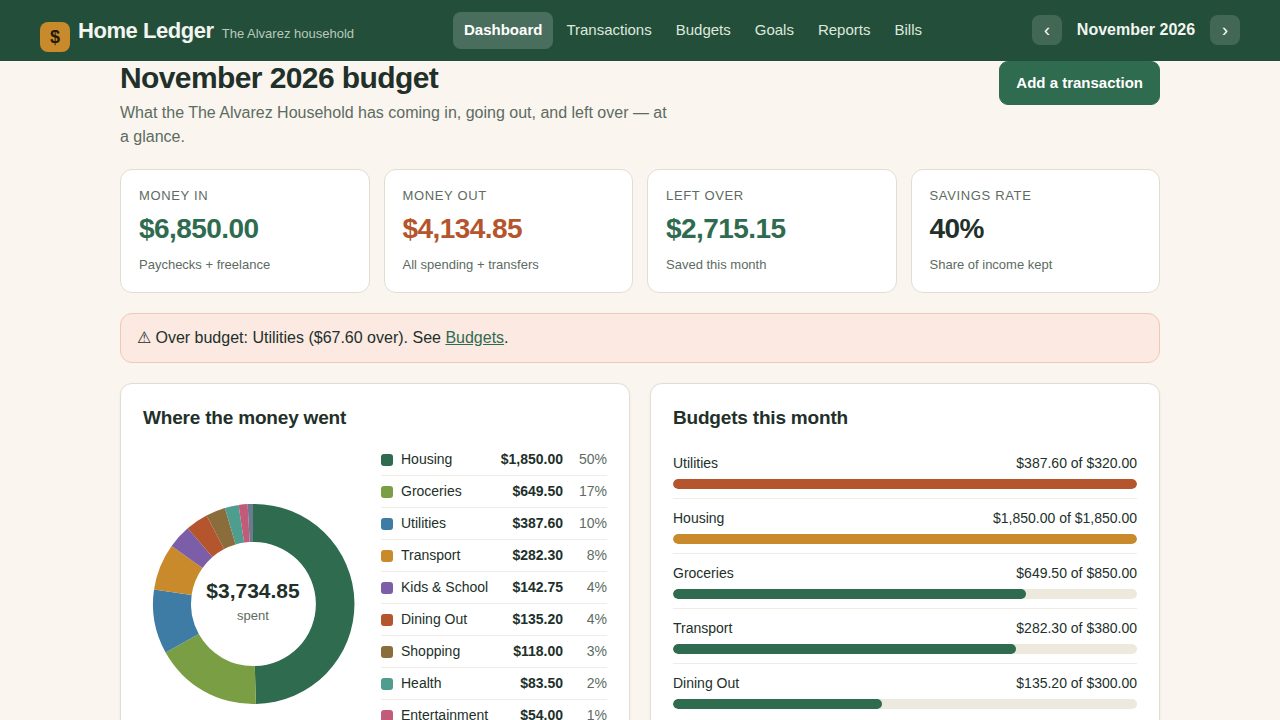 $ Home Ledger The Alvarez household
Dashboard Transactions Budgets Goals Reports Bills
‹ November 2026 ›
November 2026 budget
Add a transaction
What the The Alvarez Household has coming in, going out, and left over — at
a glance.
MONEY IN
$6,850.00
Paychecks + freelance
MONEY OUT
$4,134.85
All spending + transfers
LEFT OVER
$2,715.15
Saved this month
SAVINGS RATE
40%
Share of income kept
⚠ Over budget: Utilities ($67.60 over). See Budgets.
Where the money went
$3,734.85
spent
Housing $1,850.00 50%
Groceries $649.50 17%
Utilities $387.60 10%
Transport $282.30 8%
Kids & School $142.75 4%
Dining Out $135.20 4%
Shopping $118.00 3%
Health $83.50 2%
Entertainment $54.00 1%
Budgets this month
Utilities $387.60 of $320.00
Housing $1,850.00 of $1,850.00
Groceries $649.50 of $850.00
Transport $282.30 of $380.00
Dining Out $135.20 of $300.00